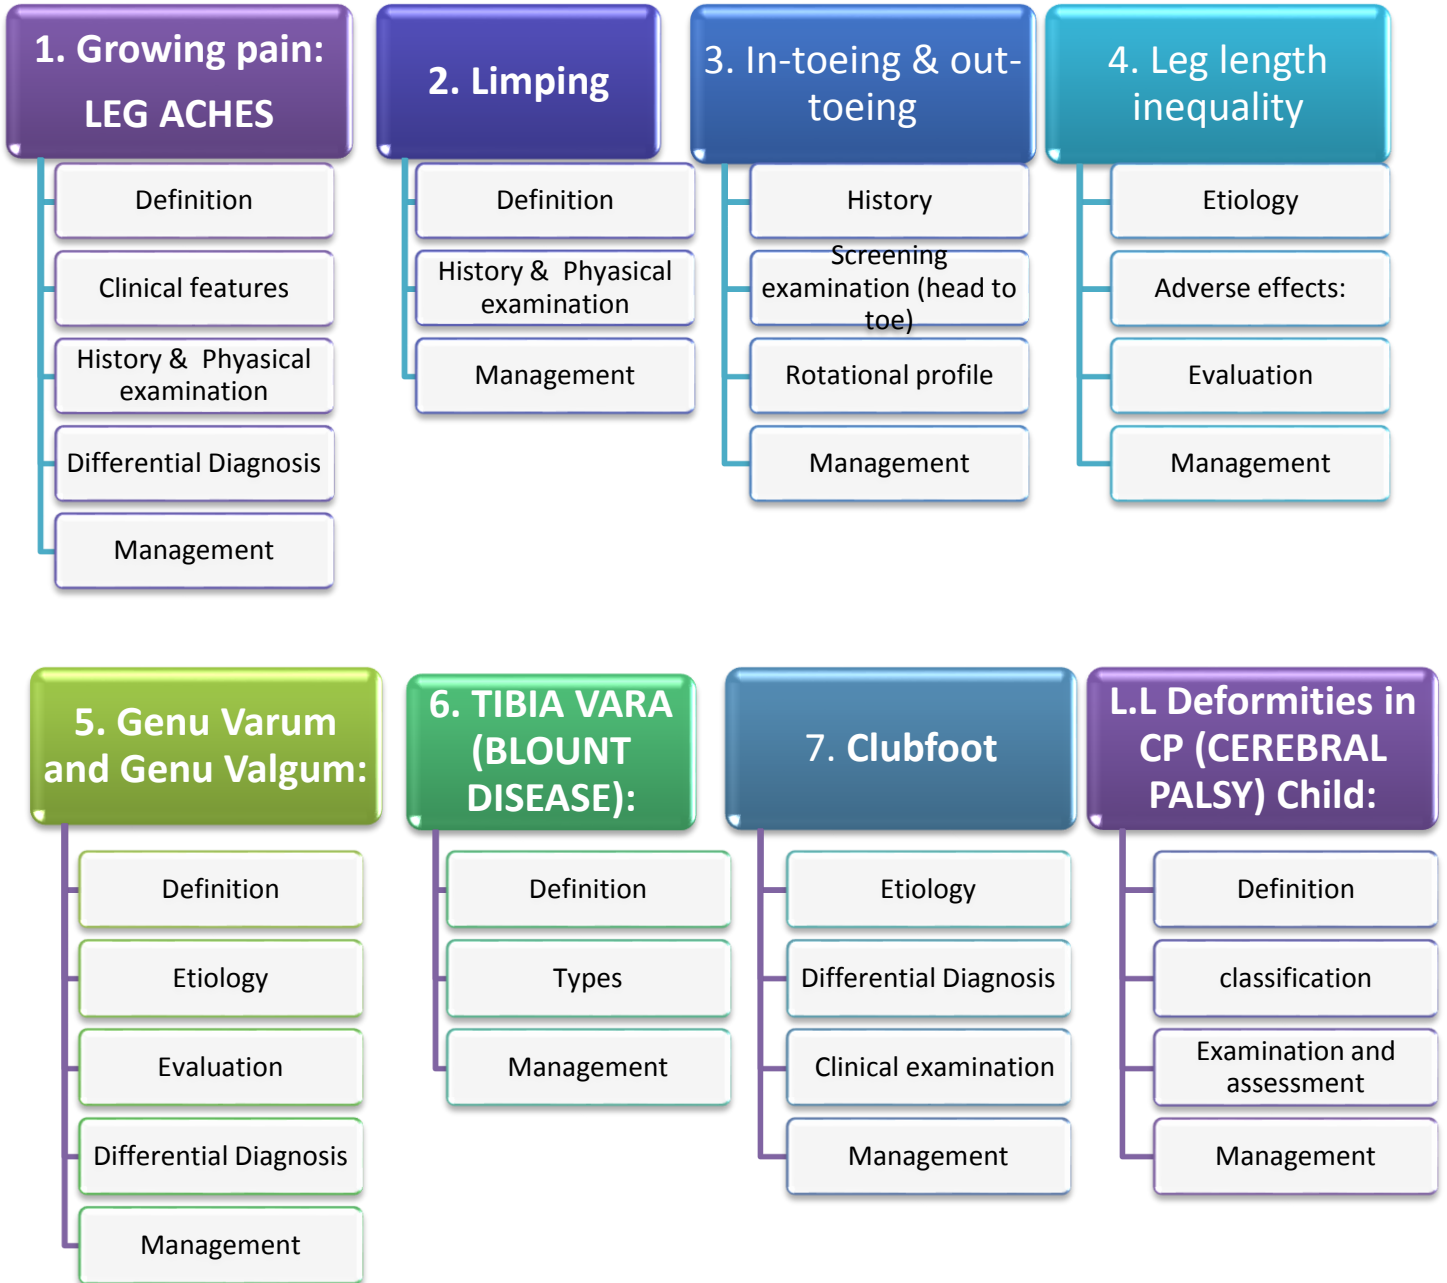 1. Growing pain:
LEG ACHES
Definition
Clinical features
History & Phyasical
examination
Differential Diagnosis
Management
2. Limping
Definition
History & Phyasical
examination
Management
3. In-toeing & out-
toeing
History
Screening
examination (head to
toe)
Rotational profile
Management
4. Leg length
inequality
Etiology
Adverse effects:
Evaluation
Management
5. Genu Varum
and Genu Valgum:
Definition
Etiology
Evaluation
Differential Diagnosis
Management
6. TIBIA VARA
(BLOUNT
DISEASE):
Definition
Types
Management
7. Clubfoot
Etiology
Differential Diagnosis
Clinical examination
Management
L.L Deformities in
CP (CEREBRAL
PALSY) Child:
Definition
classification
Examination and
assessment
Management